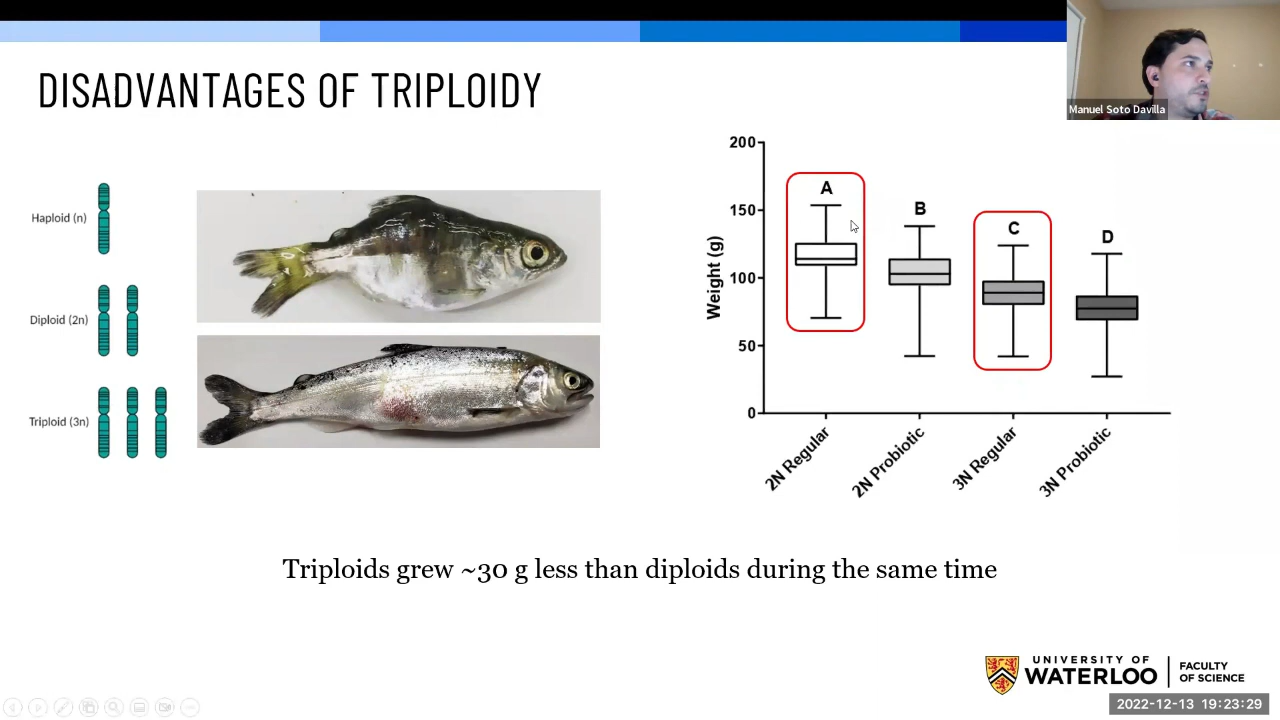 DISADVANTAGES OF TRIPLOIDY
Manuel Soto Davilla
Haploid (n)
Diploid (2n)
Triploid (3n)
Weight (g)
200
150
100
50
0
A
B
C
D
2N Regular
2N Probiotic
3N Regular
3N Probiotic
Triploids grew ~30 g less than diploids during the same time
UNIVERSITY OF
WATERLOO
FACULTY
OF SCIENCE
2022-12-13 19:23:29